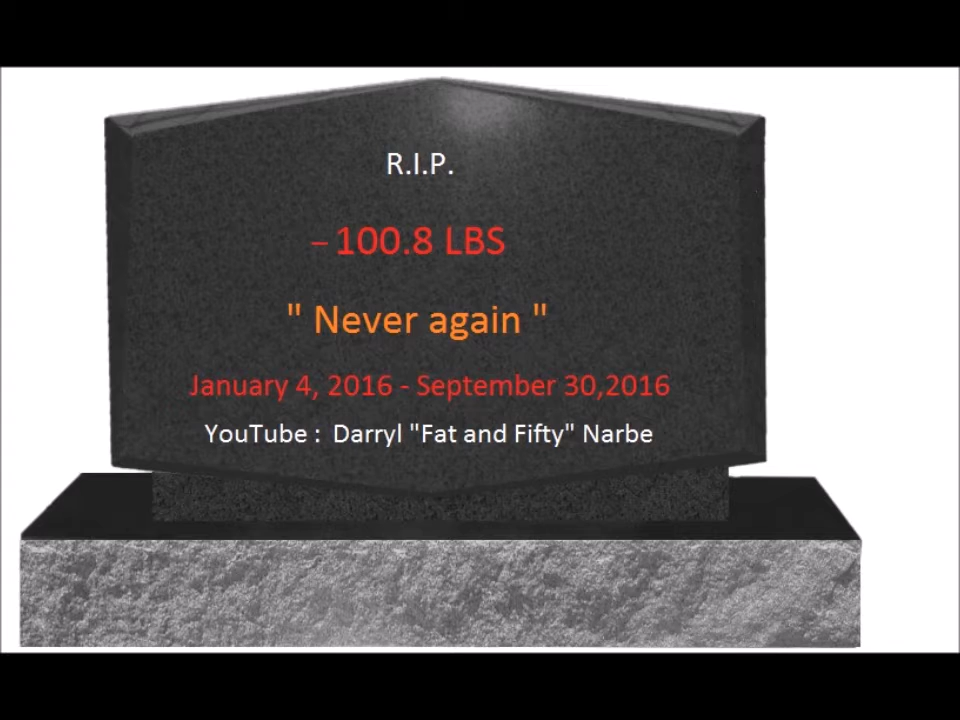 R.I.P.
– 100.8 LBS
" Never again "
January 4, 2016 - September 30,2016
YouTube : Darryl "Fat and Fifty" Narbe